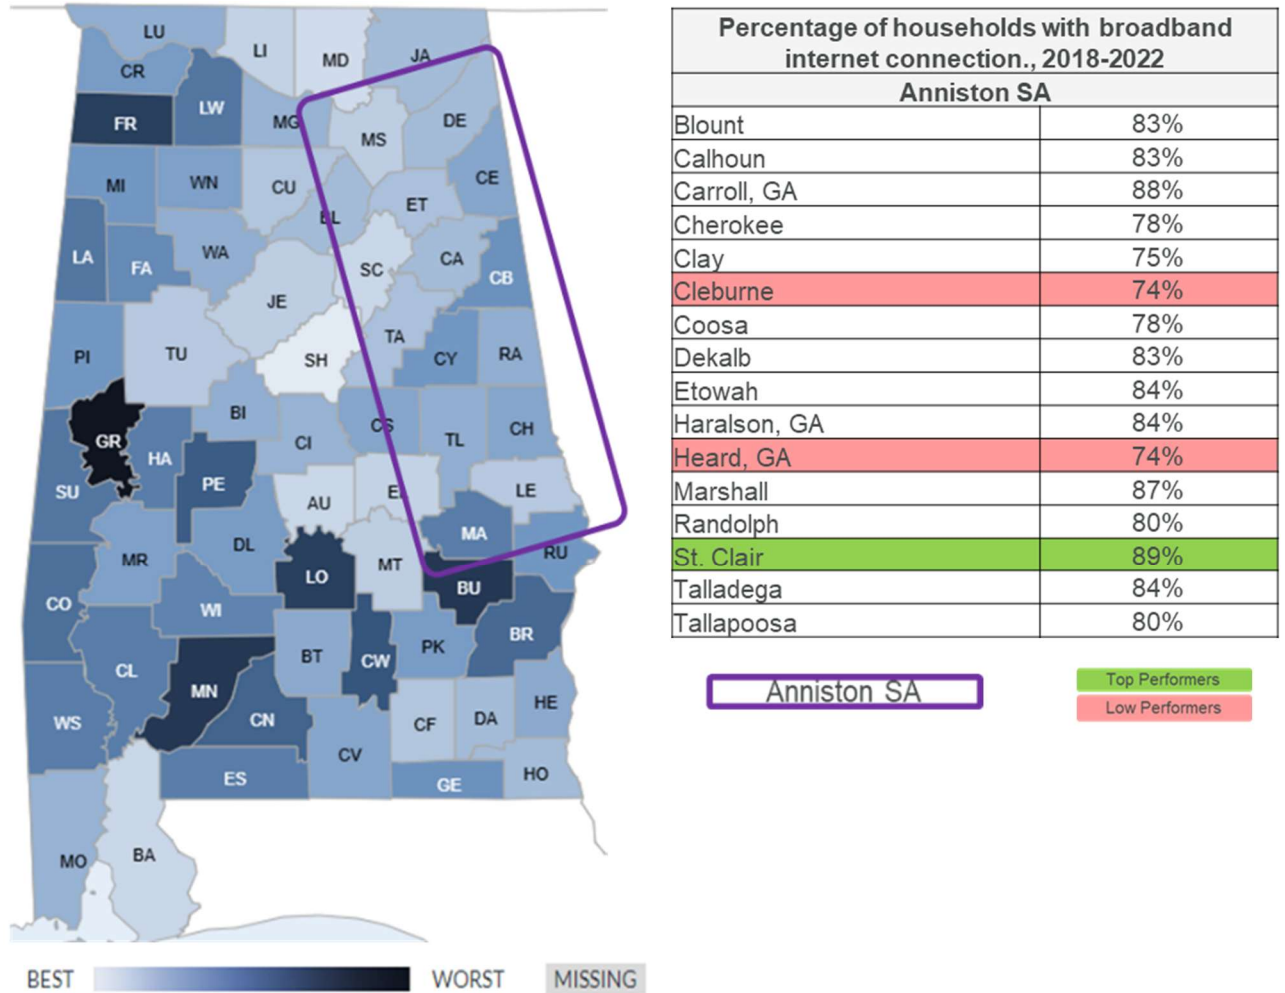 LU
LI
MD
JA
CR
FR
LW
MG
MS
DE
MI
WN
CU
BL
ET
CE
LA
FA
WA
SC
CA
CB
JE
PI
TU
SH
TA
CY
RA
GR
HA
BI
CI
CS
TL
CH
SU
PE
AU
EL
LE
MR
DL
LO
MT
MA
RU
BU
CO
WI
BR
CL
MN
BT
CW
PK
WS
CN
CF
DA
HE
CV
ES
GE
HO
MO
BA
BEST WORST MISSING
Percentage of households with broadband
internet connection., 2018-2022
Anniston SA
Blount 83%
Calhoun 83%
Carroll, GA 88%
Cherokee 78%
Clay 75%
Cleburne 74%
Coosa 78%
Dekalb 83%
Etowah 84%
Haralson, GA 84%
Heard, GA 74%
Marshall 87%
Randolph 80%
St. Clair 89%
Talladega 84%
Tallapoosa 80%
Anniston SA
Top Performers
Low Performers